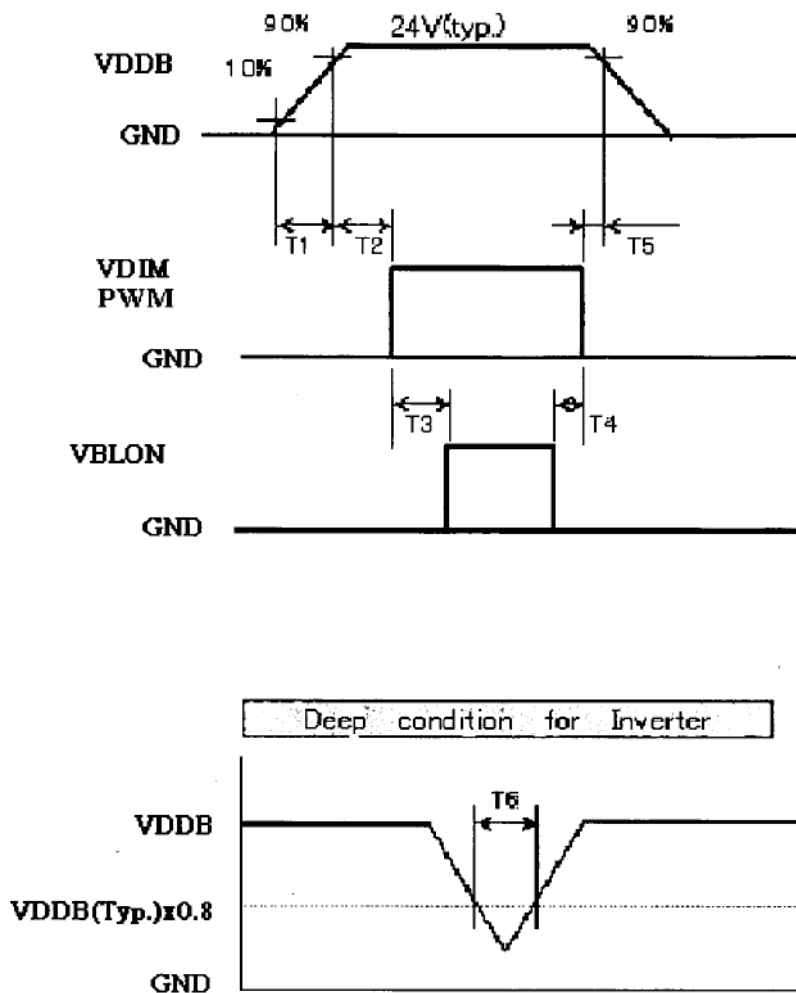 90%
24V(typ.)
90%
VDDB
10%
GND
T1
T2
T5
VDIM
PWM
GND
T3
T4
VBLON
GND
Deep condition for Inverter
T6
VDDB
VDDB(Typ.)x0.8
GND